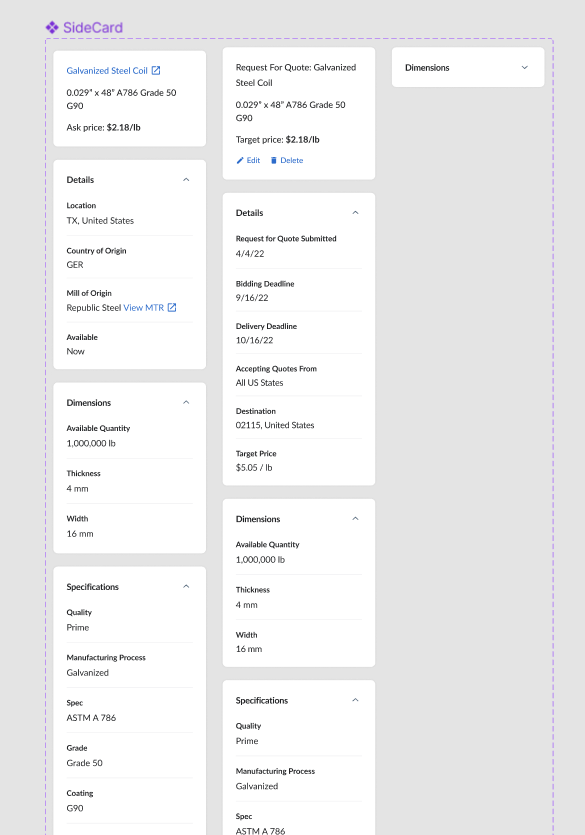 SideCard
Galvanized Steel Coil
0.029” x 48” A786 Grade 50
G90
Ask price: $2.18/lb
Details
Location
TX, United States
Country of Origin
GER
Mill of Origin
Republic Steel View MTR
Available
Now
Dimensions
Available Quantity
1,000,000 lb
Thickness
4 mm
Width
16 mm
Specifications
Quality
Prime
Manufacturing Process
Galvanized
Spec
ASTM A 786
Grade
Grade 50
Coating
G90
Request For Quote: Galvanized
Steel Coil
0.029” x 48” A786 Grade 50
G90
Target price: $2.18/lb
Edit Delete
Details
Request for Quote Submitted
4/4/22
Bidding Deadline
9/16/22
Delivery Deadline
10/16/22
Accepting Quotes From
All US States
Destination
02115, United States
Target Price
$5.05 / lb
Dimensions
Available Quantity
1,000,000 lb
Thickness
4 mm
Width
16 mm
Specifications
Quality
Prime
Manufacturing Process
Galvanized
Spec
ASTM A 786
Dimensions